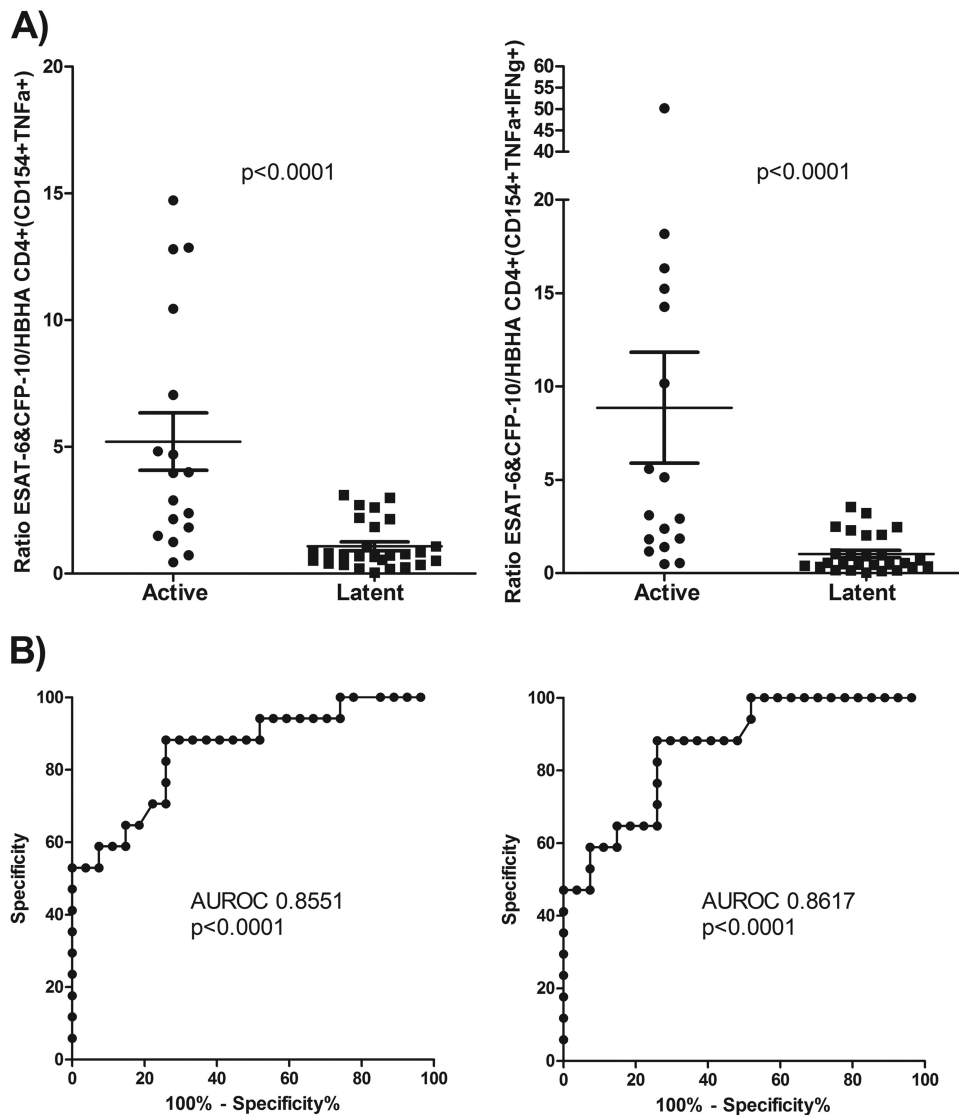 A)
Ratio ESAT-6&CFP-10/HBHA CD4+(CD154+TNFa+)
20
15
10
5
0
p<0.0001
Active
Latent
Ratio ESAT-6&CFP-10/HBHA CD4+(CD154+TNFa+IFNg+)
60
55
50
45
40
20
15
10
5
0
p<0.0001
Active
Latent
B)
Specificity
100
80
60
40
20
0
AUROC 0.8551
p<0.0001
0
20
40
60
80
100
100% - Specificity%
Specificity
100
80
60
40
20
0
AUROC 0.8617
p<0.0001
0
20
40
60
80
100
100% - Specificity%